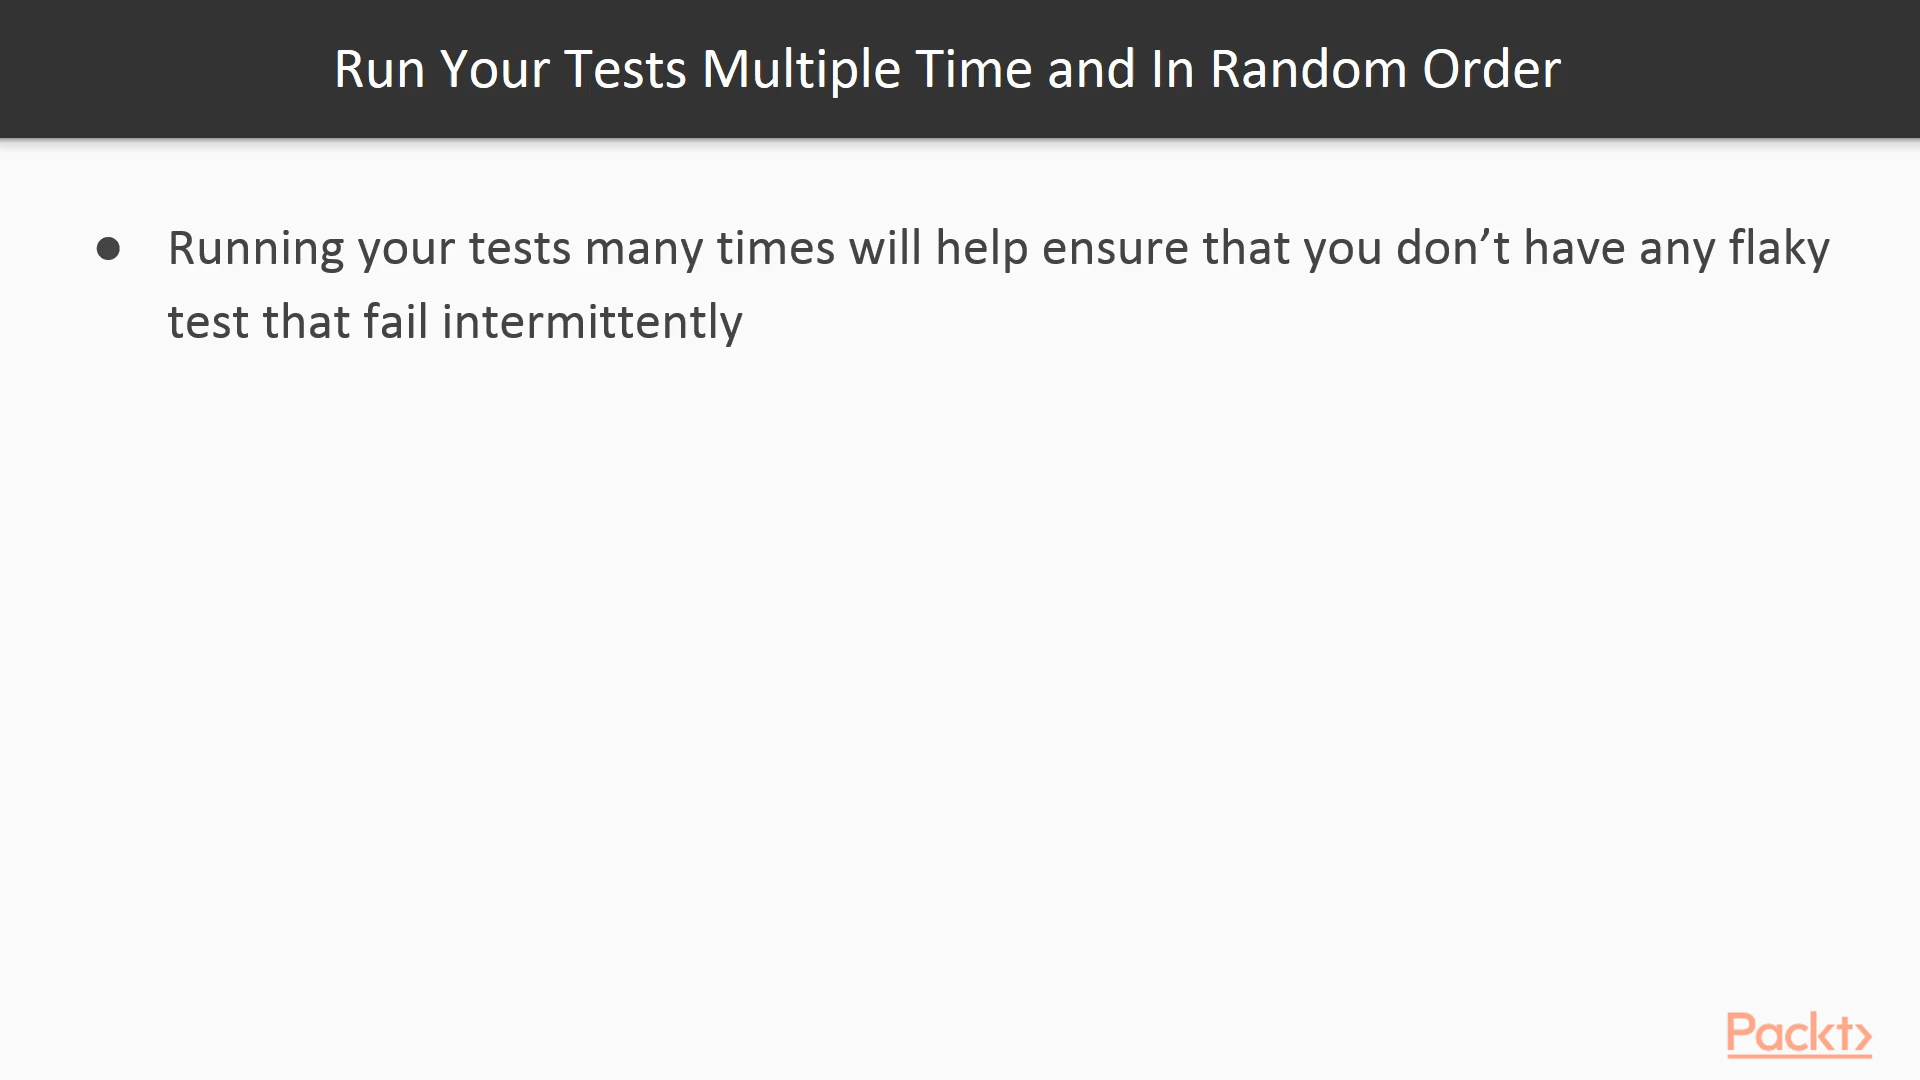 Run Your Tests Multiple Time and In Random Order
● Running your tests many times will help ensure that you don’t have any flaky
test that fail intermittently
Packt>